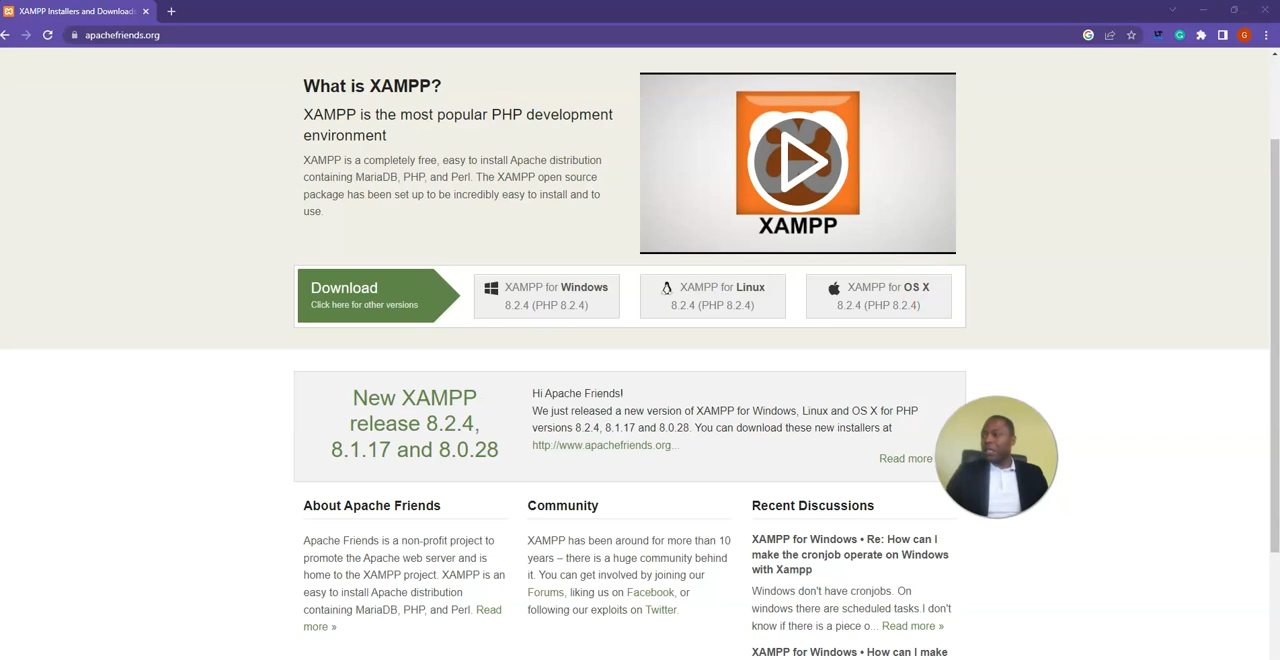 XAMPP Installers and Downloads
apachefriends.org
G
What is XAMPP?
XAMPP is the most popular PHP development
environment
XAMPP is a completely free, easy to install Apache distribution
containing MariaDB, PHP, and Perl. The XAMPP open source
package has been set up to be incredibly easy to install and to
use.
XAMPP
Download
Click here for other versions
XAMPP for Windows
8.2.4 (PHP 8.2.4)
XAMPP for Linux
8.2.4 (PHP 8.2.4)
XAMPP for OS X
8.2.4 (PHP 8.2.4)
New XAMPP
release 8.2.4,
8.1.17 and 8.0.28
Hi Apache Friends!
We just released a new version of XAMPP for Windows, Linux and OS X for PHP
versions 8.2.4, 8.1.17 and 8.0.28. You can download these new installers at
http://www.apachefriends.org...
Read more
About Apache Friends
Apache Friends is a non-profit project to
promote the Apache web server and is
home to the XAMPP project. XAMPP is an
easy to install Apache distribution
containing MariaDB, PHP, and Perl. Read
more »
Community
XAMPP has been around for more than 10
years – there is a huge community behind
it. You can get involved by joining our
Forums, liking us on Facebook, or
following our exploits on Twitter.
Recent Discussions
XAMPP for Windows • Re: How can I
make the cronjob operate on Windows
with Xampp
Windows don't have cronjobs. On
windows there are scheduled tasks.I don't
know if there is a piece o... Read more »
XAMPP for Windows • How can I make